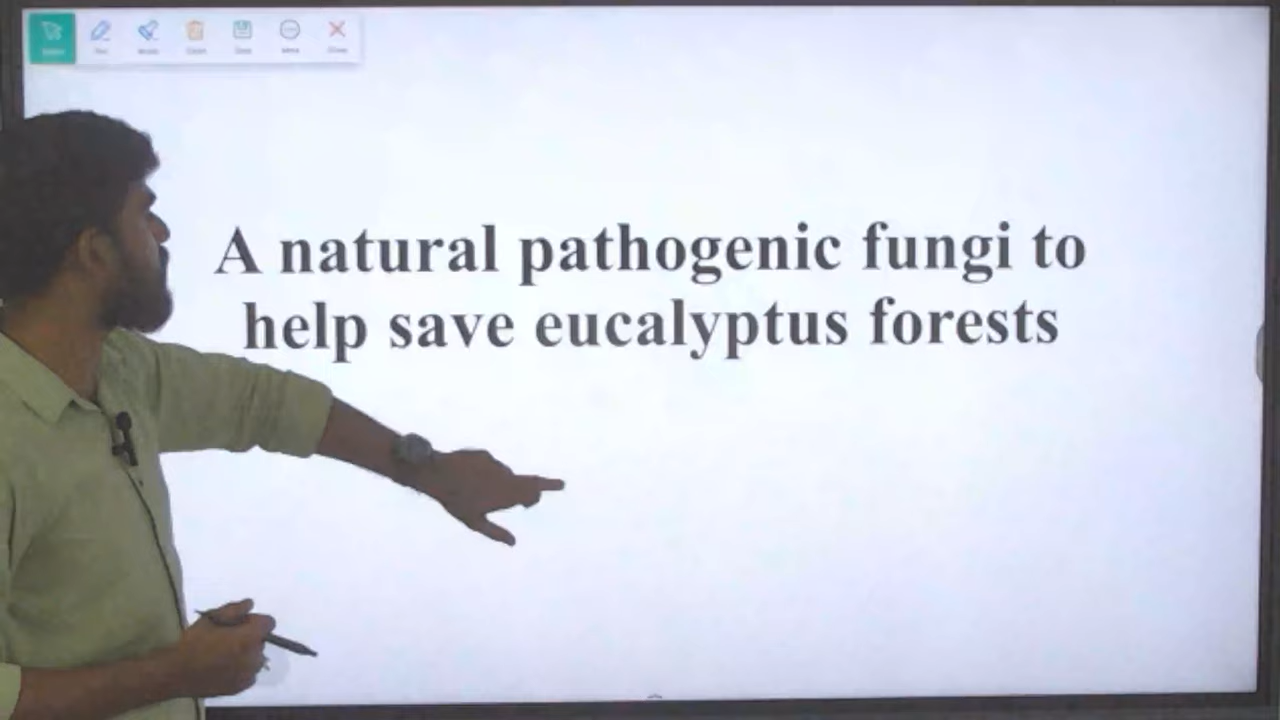 A natural pathogenic fungi to
help save eucalyptus forests